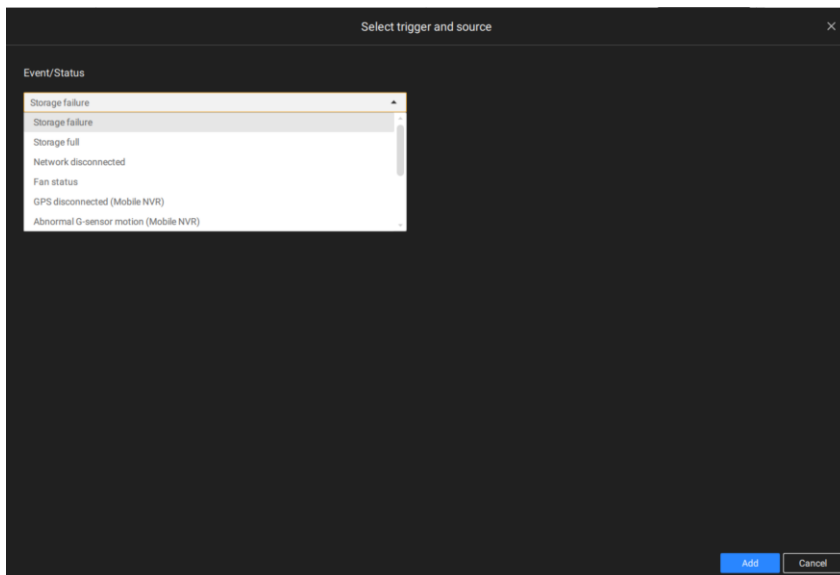 Select trigger and source
Event/Status
Storage failure
Storage failure
Storage full
Network disconnected
Fan status
GPS disconnected (Mobile NVR)
Abnormal G-sensor motion (Mobile NVR)
Add Cancel